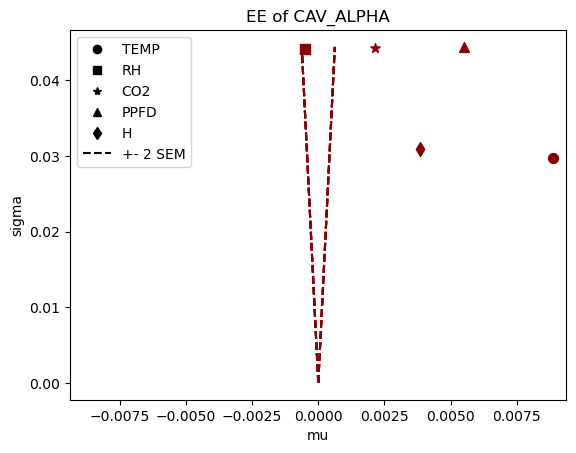 EE of CAV_ALPHA
TEMP
RH
CO2
PPFD
H
+- 2 SEM
sigma
0.04
0.03
0.02
0.01
0.00
−0.0075
−0.0050
−0.0025
0.0000
0.0025
0.0050
0.0075
mu